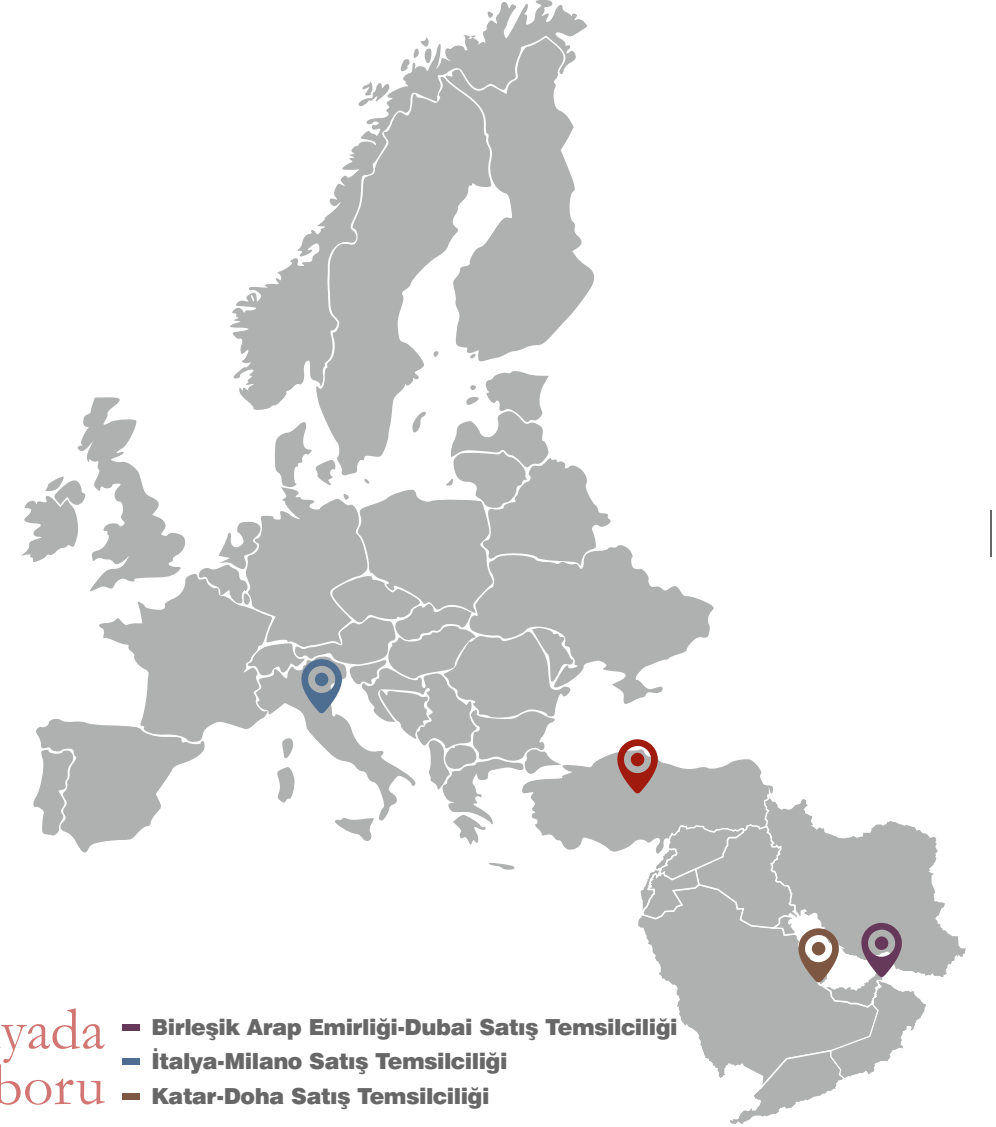 yada
boru
Birleşik Arap Emirliği-Dubai Satış Temsilciliği
İtalya-Milano Satış Temsilciliği
Katar-Doha Satış Temsilciliği